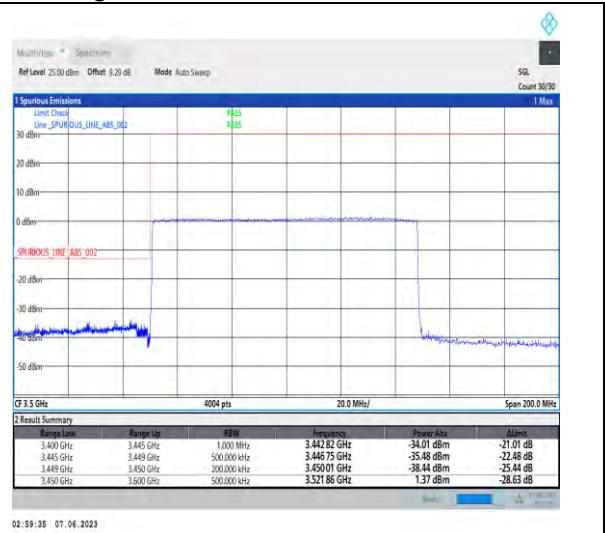 MultiView Spectrum
Ref Level 25.00 dBm Offset 9.29 dB Mode Auto Sweep SGL
Count 30/30
1 Spurious Emissions 1 Max
Limit Check PASS
Line _SPURIOUS_LINE_ABS_002 PASS
30 dBm
20 dBm
10 dBm
0 dBm
_SPURIOUS_LINE_ABS_002
-20 dBm
-30 dBm
-40 dBm
-50 dBm
CF 3.5 GHz 4004 pts 20.0 MHz/ Span 200.0 MHz
2 Result Summary
Range Low Range Up RBW Frequency Power Abs ΔLimit
3.400 GHz 3.445 GHz 1.000 MHz 3.442 82 GHz -34.01 dBm -21.01 dB
3.445 GHz 3.449 GHz 500.000 kHz 3.446 75 GHz -35.48 dBm -22.48 dB
3.449 GHz 3.450 GHz 200.000 kHz 3.450 01 GHz -38.44 dBm -25.44 dB
3.450 GHz 3.600 GHz 500.000 kHz 3.521 86 GHz 1.37 dBm -28.63 dB
02:59:35 07.06.2023